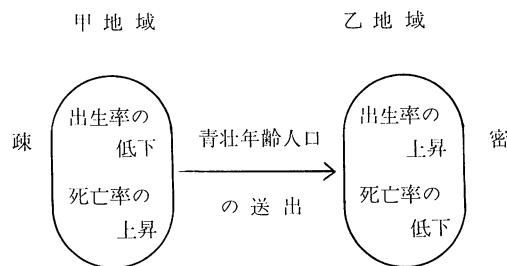 甲地域
乙地域
疎
出生率の
低下
死亡率の
上昇
青壮年齢人口
の送出
出生率の
上昇
死亡率の
低下
密